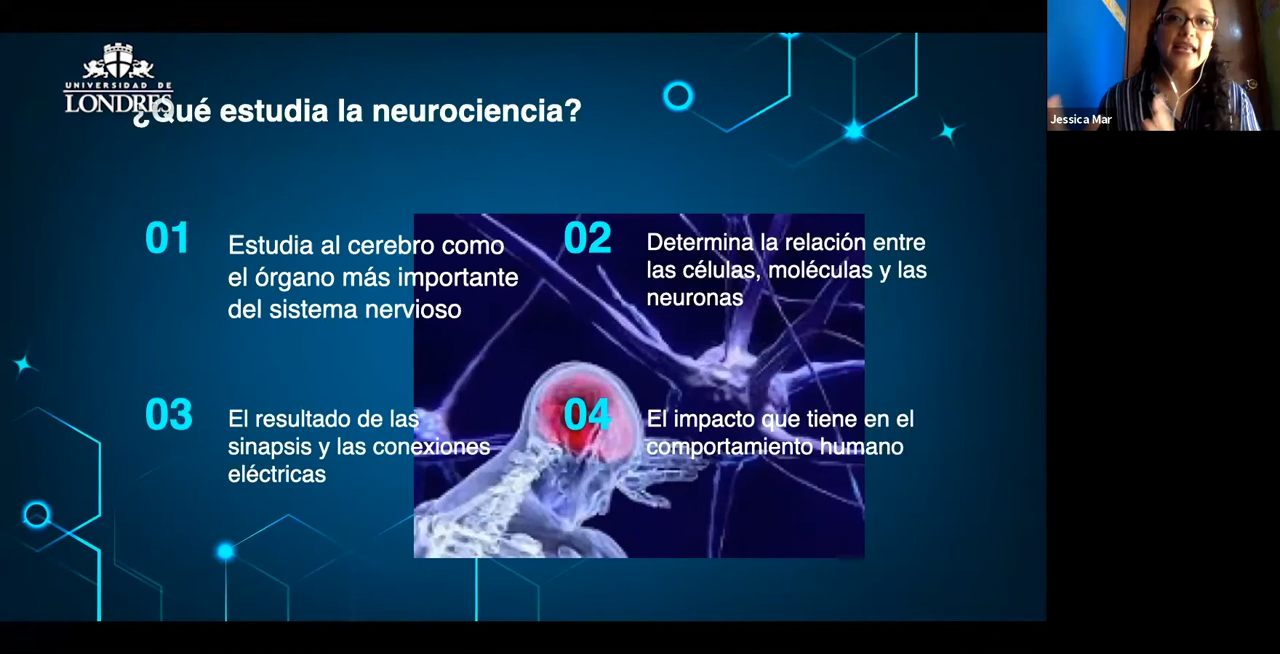 UNIVERSIDAD DE
LONDRES
¿Qué estudia la neurociencia?
01
Estudia al cerebro como
el órgano más importante
del sistema nervioso
02
Determina la relación entre
las células, moléculas y las
neuronas
03
El resultado de las
sinapsis y las conexiones
eléctricas
04
El impacto que tiene en el
comportamiento humano
Jessica Mar